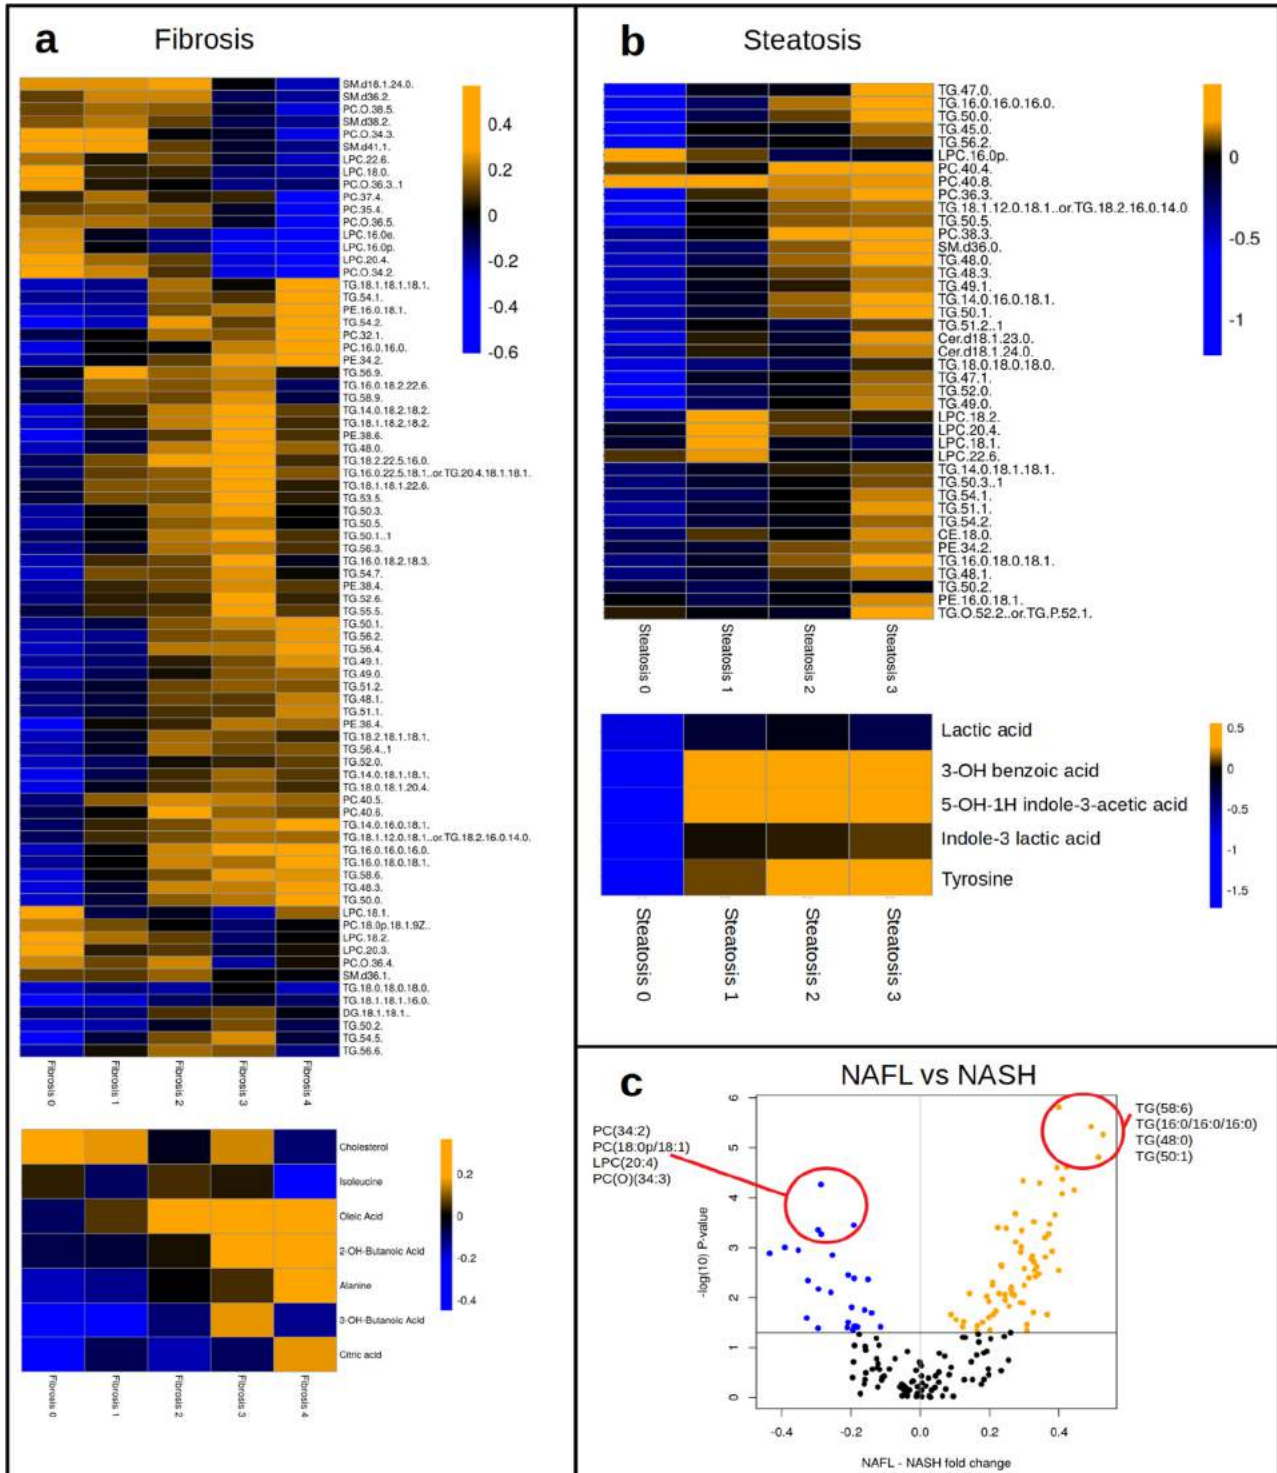 a
Fibrosis
SM.d18.1.24.0.
SM.d36.2.
PC.O.38.5.
SM.d38.2.
PC.O.34.3.
SM.d41.1.
LPC.22.6.
LPC.18.0.
PC.O.36.3..1
PC.37.4.
PC.35.4.
PC.O.36.5.
LPC.16.0e.
LPC.16.0p.
LPC.20.4.
PC.O.34.2.
TG.18.1.18.1.18.1.
TG.54.1.
PE.16.0.18.1.
TG.54.2.
PC.32.1.
PC.16.0.16.0.
PE.34.2.
TG.56.9.
TG.16.0.18.2.22.6.
TG.58.9.
TG.14.0.18.2.18.2.
TG.18.1.18.2.18.2.
PE.38.6.
TG.48.0.
TG.18.2.22.5.16.0.
TG.16.0.22.5.18.1..or.TG.20.4.18.1.18.1.
TG.18.1.18.1.22.6.
TG.53.5.
TG.50.3.
TG.50.5.
TG.50.1..1
TG.56.3.
TG.16.0.18.2.18.3.
TG.54.7.
PE.38.4.
TG.52.6.
TG.55.5.
TG.50.1.
TG.56.2.
TG.56.4.
TG.49.1.
TG.49.0.
TG.51.2.
TG.48.1.
TG.51.1.
PE.36.4.
TG.18.2.18.1.18.1.
TG.56.4..1
TG.52.0.
TG.14.0.18.1.18.1.
TG.18.0.18.1.20.4.
PC.40.5.
PC.40.6.
TG.14.0.16.0.18.1.
TG.18.1.12.0.18.1..or.TG.18.2.16.0.14.0.
TG.16.0.16.0.16.0.
TG.16.0.18.0.18.1.
TG.58.6.
TG.48.3.
TG.50.0.
LPC.18.1.
PC.18.0p.18.1.9Z..
LPC.18.2.
LPC.20.3.
PC.O.36.4.
SM.d36.1.
TG.18.0.18.0.18.0.
TG.18.1.18.1.16.0.
DG.18.1.18.1..
TG.50.2.
TG.54.5.
TG.56.6.
Fibrosis 0
Fibrosis 1
Fibrosis 2
Fibrosis 3
Fibrosis 4
0.4
0.2
0
-0.2
-0.4
-0.6
Cholesterol
Isoleucine
Oleic Acid
2-OH-Butanoic Acid
Alanine
3-OH-Butanoic Acid
Citric acid
Fibrosis 0
Fibrosis 1
Fibrosis 2
Fibrosis 3
Fibrosis 4
0.2
0
-0.2
-0.4
b
Steatosis
TG.47.0.
TG.16.0.16.0.16.0.
TG.50.0.
TG.45.0.
TG.56.2.
LPC.16.0p.
PC.40.4.
PC.40.8.
PC.36.3.
TG.18.1.12.0.18.1..or.TG.18.2.16.0.14.0
TG.50.5.
PC.38.3.
SM.d36.0.
TG.48.0.
TG.48.3.
TG.49.1.
TG.14.0.16.0.18.1.
TG.50.1.
TG.51.2..1
Cer.d18.1.23.0.
Cer.d18.1.24.0.
TG.18.0.18.0.18.0.
TG.47.1.
TG.52.0.
TG.49.0.
LPC.18.2.
LPC.20.4.
LPC.18.1.
LPC.22.6.
TG.14.0.18.1.18.1.
TG.50.3..1
TG.54.1.
TG.51.1.
TG.54.2.
CE.18.0.
PE.34.2.
TG.16.0.18.0.18.1.
TG.48.1.
TG.50.2.
PE.16.0.18.1.
TG.O.52.2..or.TG.P.52.1.
Steatosis 0
Steatosis 1
Steatosis 2
Steatosis 3
0
-0.5
-1
Lactic acid
3-OH benzoic acid
5-OH-1H indole-3-acetic acid
Indole-3 lactic acid
Tyrosine
Steatosis 0
Steatosis 1
Steatosis 2
Steatosis 3
0.5
0
-0.5
-1
-1.5
c
NAFL vs NASH
PC(34:2)
PC(18:0p/18:1)
LPC(20:4)
PC(O)(34:3)
TG(58:6)
TG(16:0/16:0/16:0)
TG(48:0)
TG(50:1)
-log(10) P-value
6
5
4
3
2
1
0
-0.4
-0.2
0.0
0.2
0.4
NAFL - NASH fold change